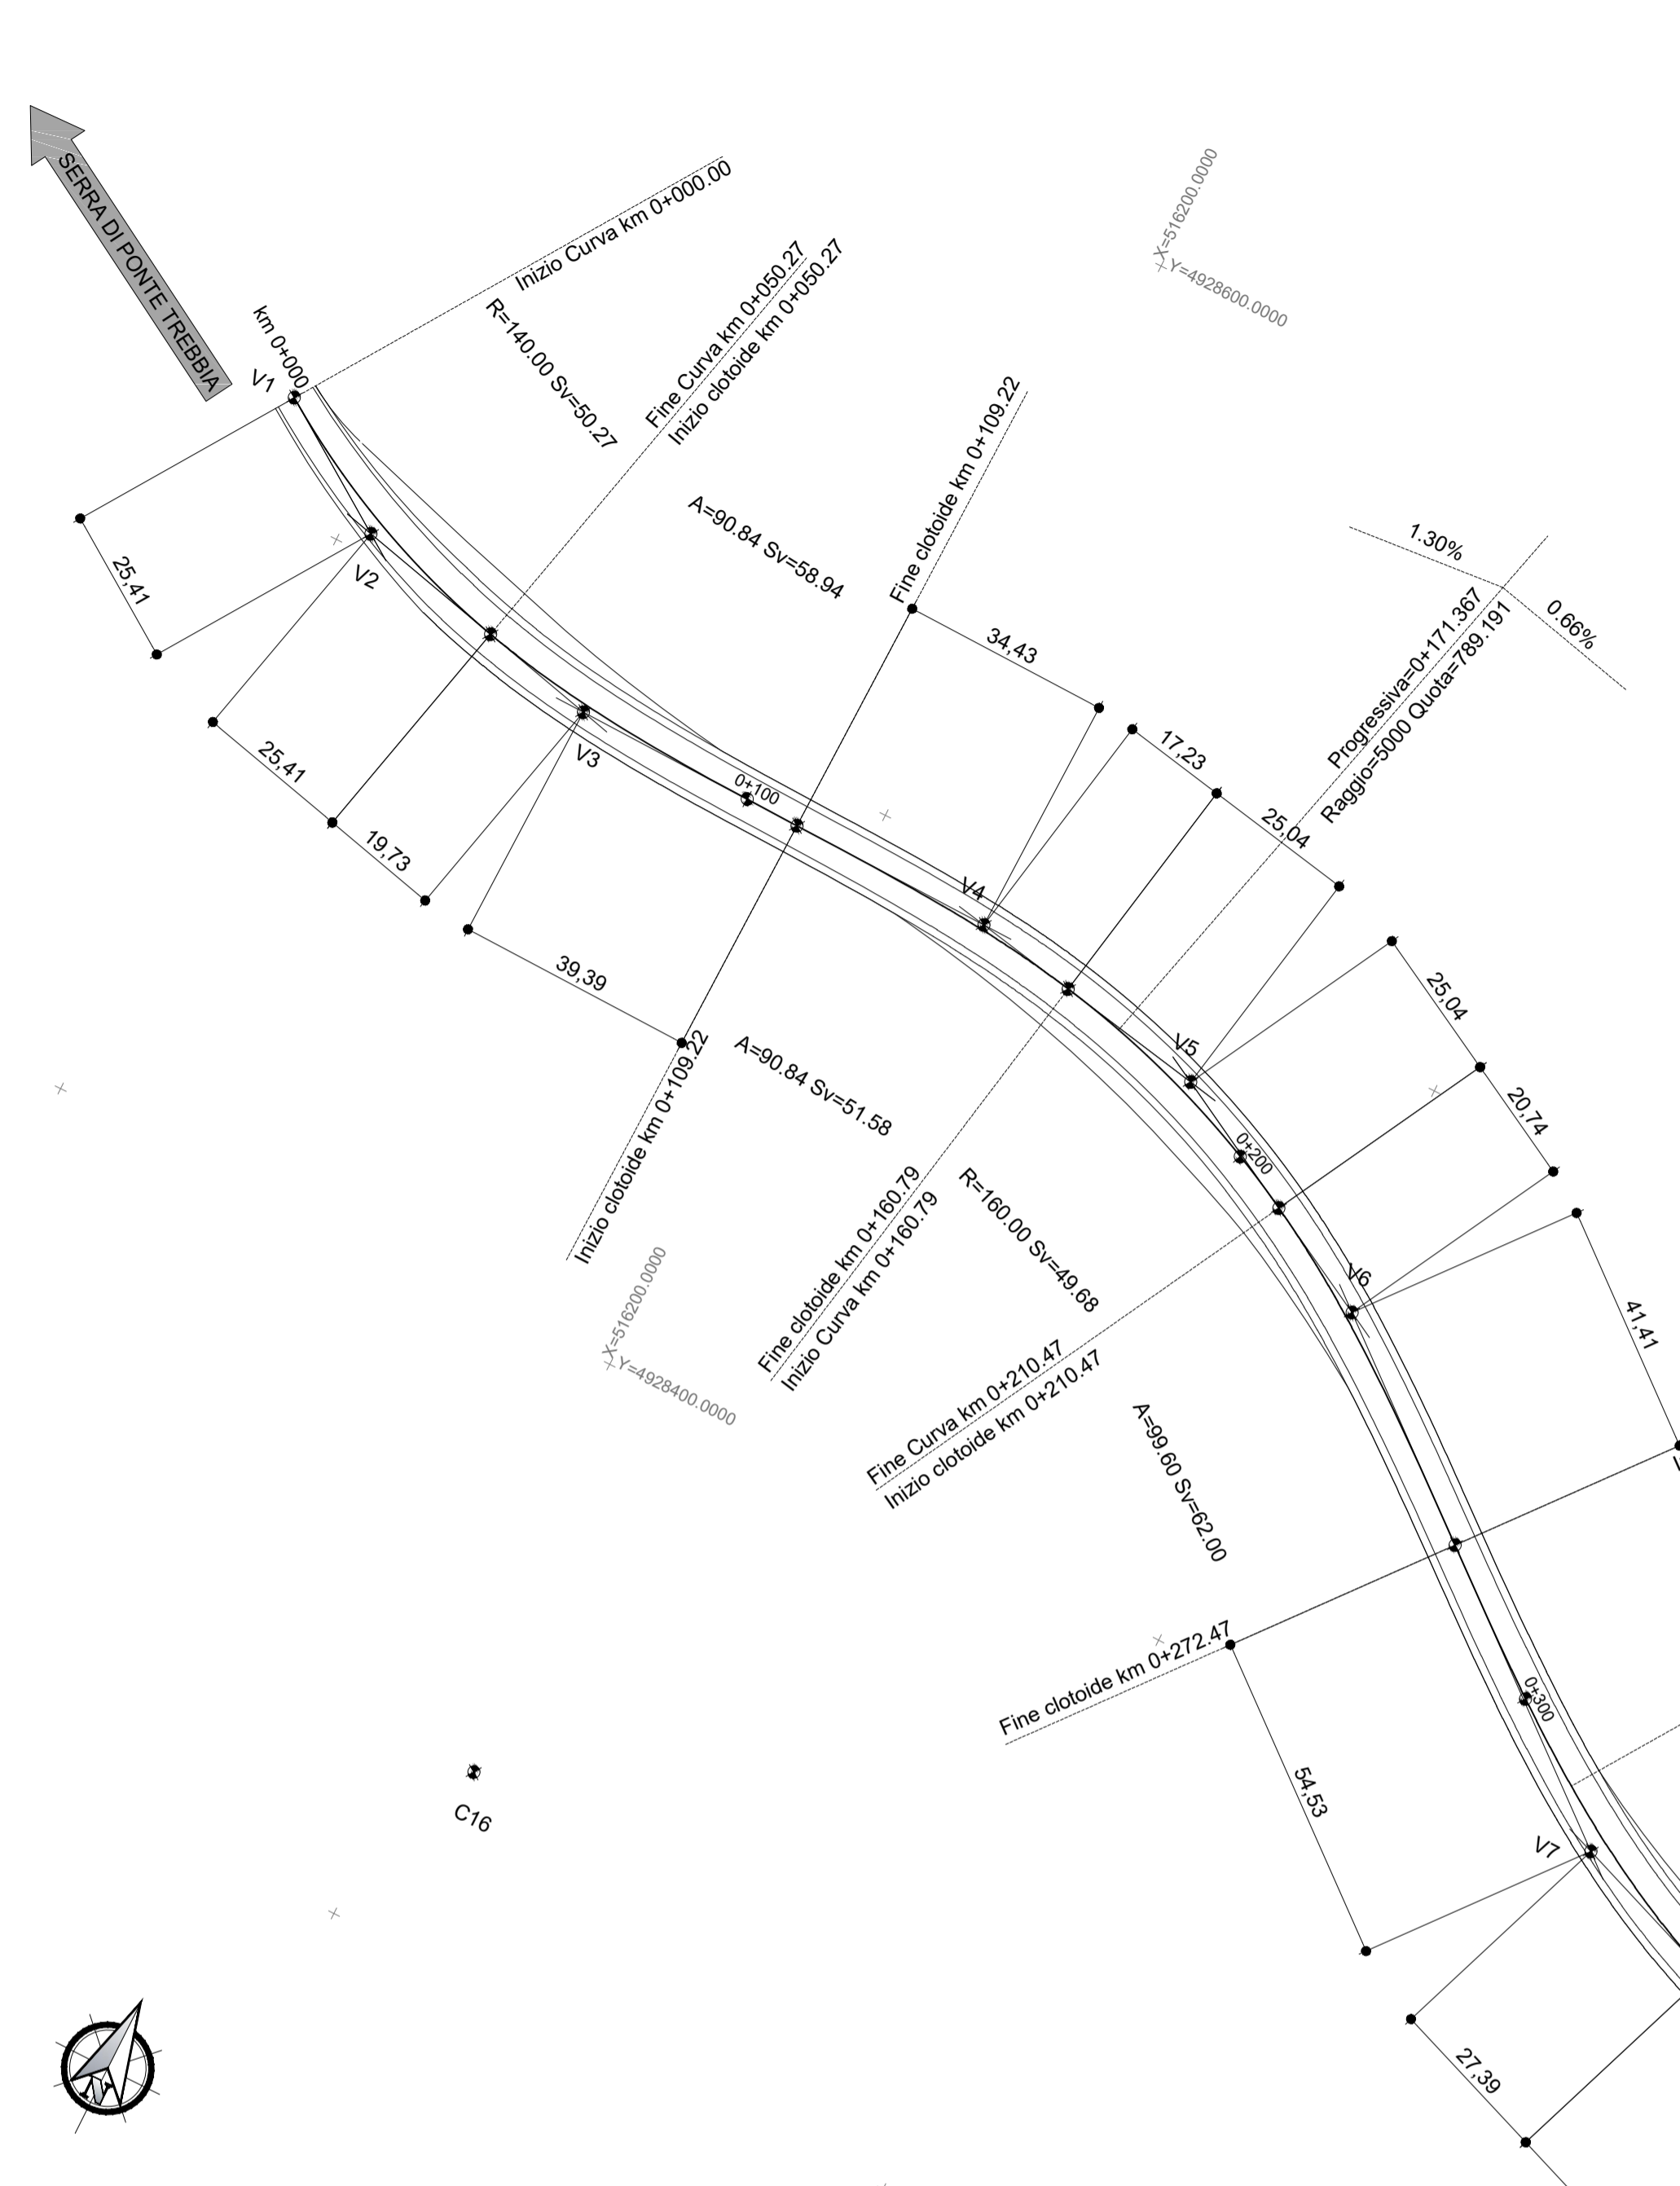 SERRA DI PONTE TREBBIA
Inizio Curva km 0+000.00
km 0+000
V1
R=140.00 Sv=50.27
Fine Curva km 0+050.27
Inizio clotoide km 0+050.27
X=516200.0000
Y=4928600.0000
25,41
V2
A=90.84 Sv=58.94
Fine clotoide km 0+109.22
34,43
1.30%
0.66%
Progressiva=0+171.367
Raggio=5000 Quota=789.191
25,41
19,73
V3
0+100
17,23
25,04
V4
39,39
Inizio clotoide km 0+109.22
A=90.84 Sv=51.58
V5
25,04
20,74
0+200
Fine clotoide km 0+160.79
Inizio Curva km 0+160.79
R=160.00 Sv=49.68
X=516200.0000
Y=4928400.0000
V6
41,41
Fine Curva km 0+210.47
Inizio clotoide km 0+210.47
A=99.60 Sv=62.00
Fine clotoide km 0+272.47
0+300
54,53
C16
V7
27,39
N